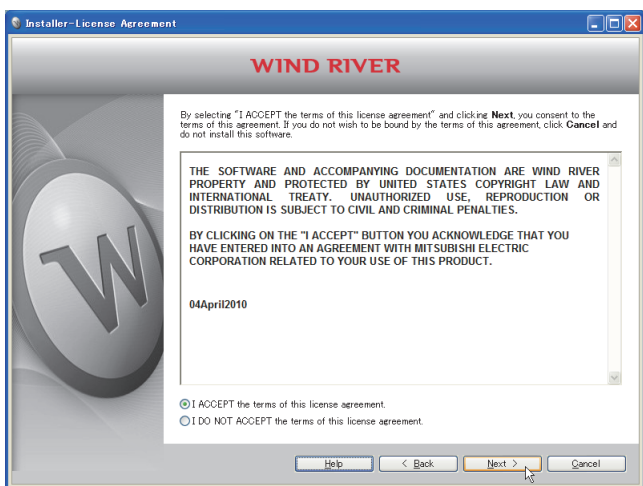 Installer-License Agreement
WIND RIVER
By selecting "I ACCEPT the terms of this license agreement" and clicking Next, you consent to the
terms of this agreement. If you do not wish to be bound by the terms of this agreement, click Cancel and
do not install this software.
THE SOFTWARE AND ACCOMPANYING DOCUMENTATION ARE WIND RIVER
PROPERTY AND PROTECTED BY UNITED STATES COPYRIGHT LAW AND
INTERNATIONAL TREATY. UNAUTHORIZED USE, REPRODUCTION OR
DISTRIBUTION IS SUBJECT TO CIVIL AND CRIMINAL PENALTIES.
BY CLICKING ON THE "I ACCEPT" BUTTON YOU ACKNOWLEDGE THAT YOU
HAVE ENTERED INTO AN AGREEMENT WITH MITSUBISHI ELECTRIC
CORPORATION RELATED TO YOUR USE OF THIS PRODUCT.
04April2010
W
I ACCEPT the terms of this license agreement.
I DO NOT ACCEPT the terms of this license agreement.
Help < Back Next > Cancel